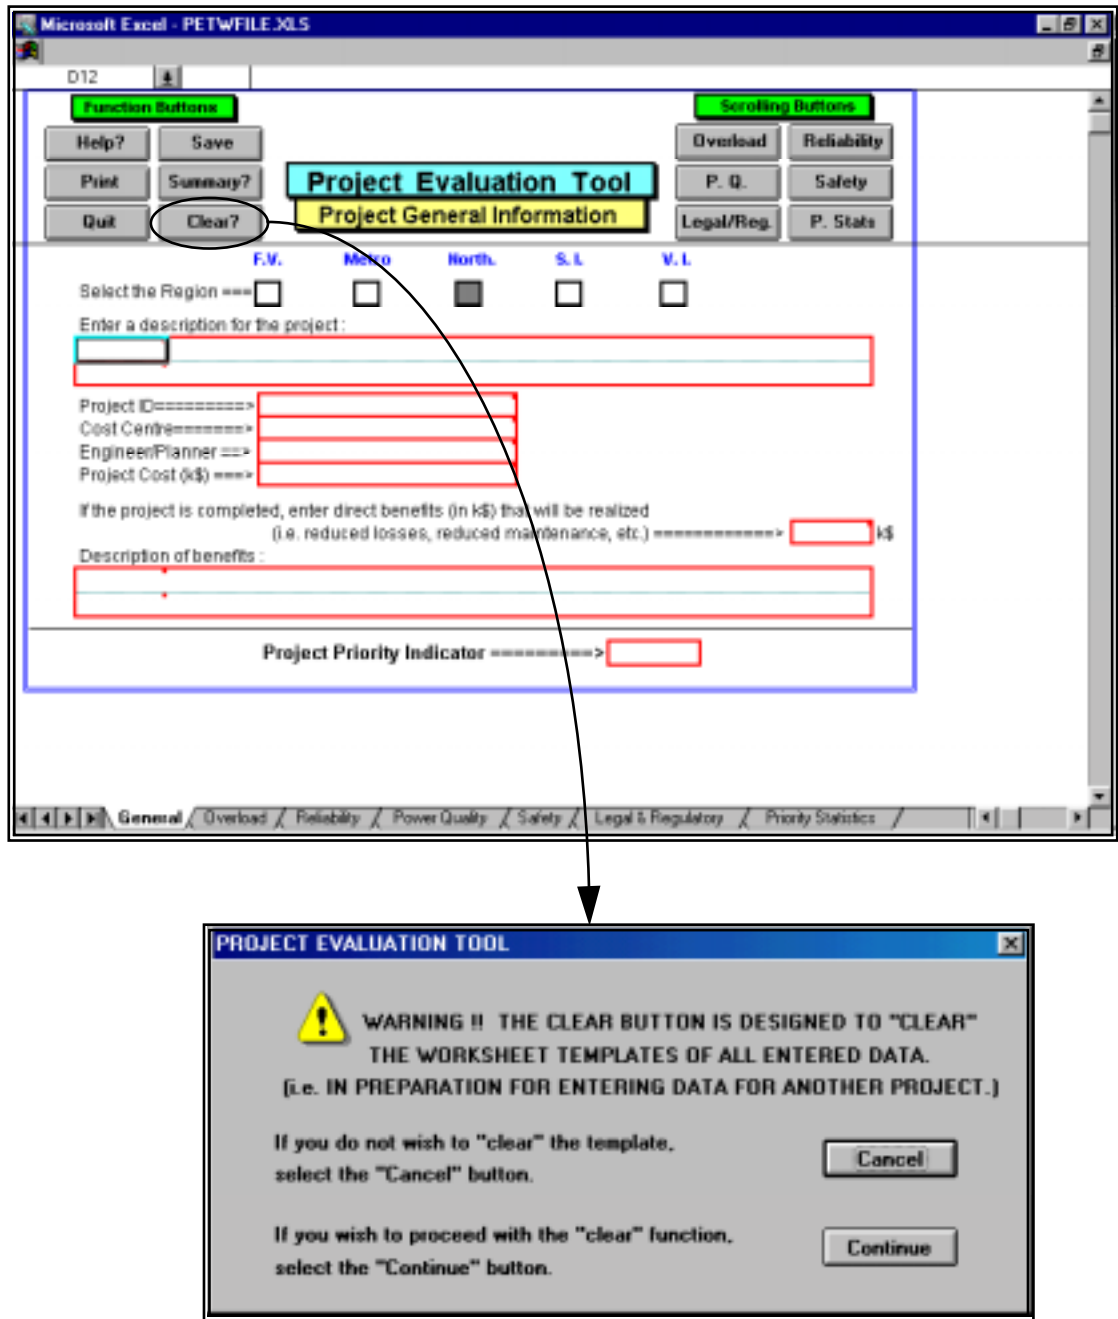 Microsoft Excel - PETWFILE.XLS
D12
Function Buttons
Scrolling Buttons
Help?
Save
Overload
Reliability
Print
Summary?
Project Evaluation Tool
P. Q.
Safety
Quit
Clear?
Project General Information
Legal/Reg.
P. Stats
F.V. Metro North. S. I. V. I.
Select the Region ===
Enter a description for the project :
Project ID=========>
Cost Centre=======>
Engineer/Planner ==>
Project Cost (k$) ===>
If the project is completed, enter direct benefits (in k$) that will be realized
(i.e. reduced losses, reduced maintenance, etc.) ============> k$
Description of benefits :
Project Priority Indicator =========>
General / Overload / Reliability / Power Quality / Safety / Legal & Regulatory / Priority Statistics /
PROJECT EVALUATION TOOL
WARNING !! THE CLEAR BUTTON IS DESIGNED TO "CLEAR"
THE WORKSHEET TEMPLATES OF ALL ENTERED DATA.
(i.e. IN PREPARATION FOR ENTERING DATA FOR ANOTHER PROJECT.)
If you do not wish to "clear" the template,
select the "Cancel" button.
Cancel
If you wish to proceed with the "clear" function,
select the "Continue" button.
Continue